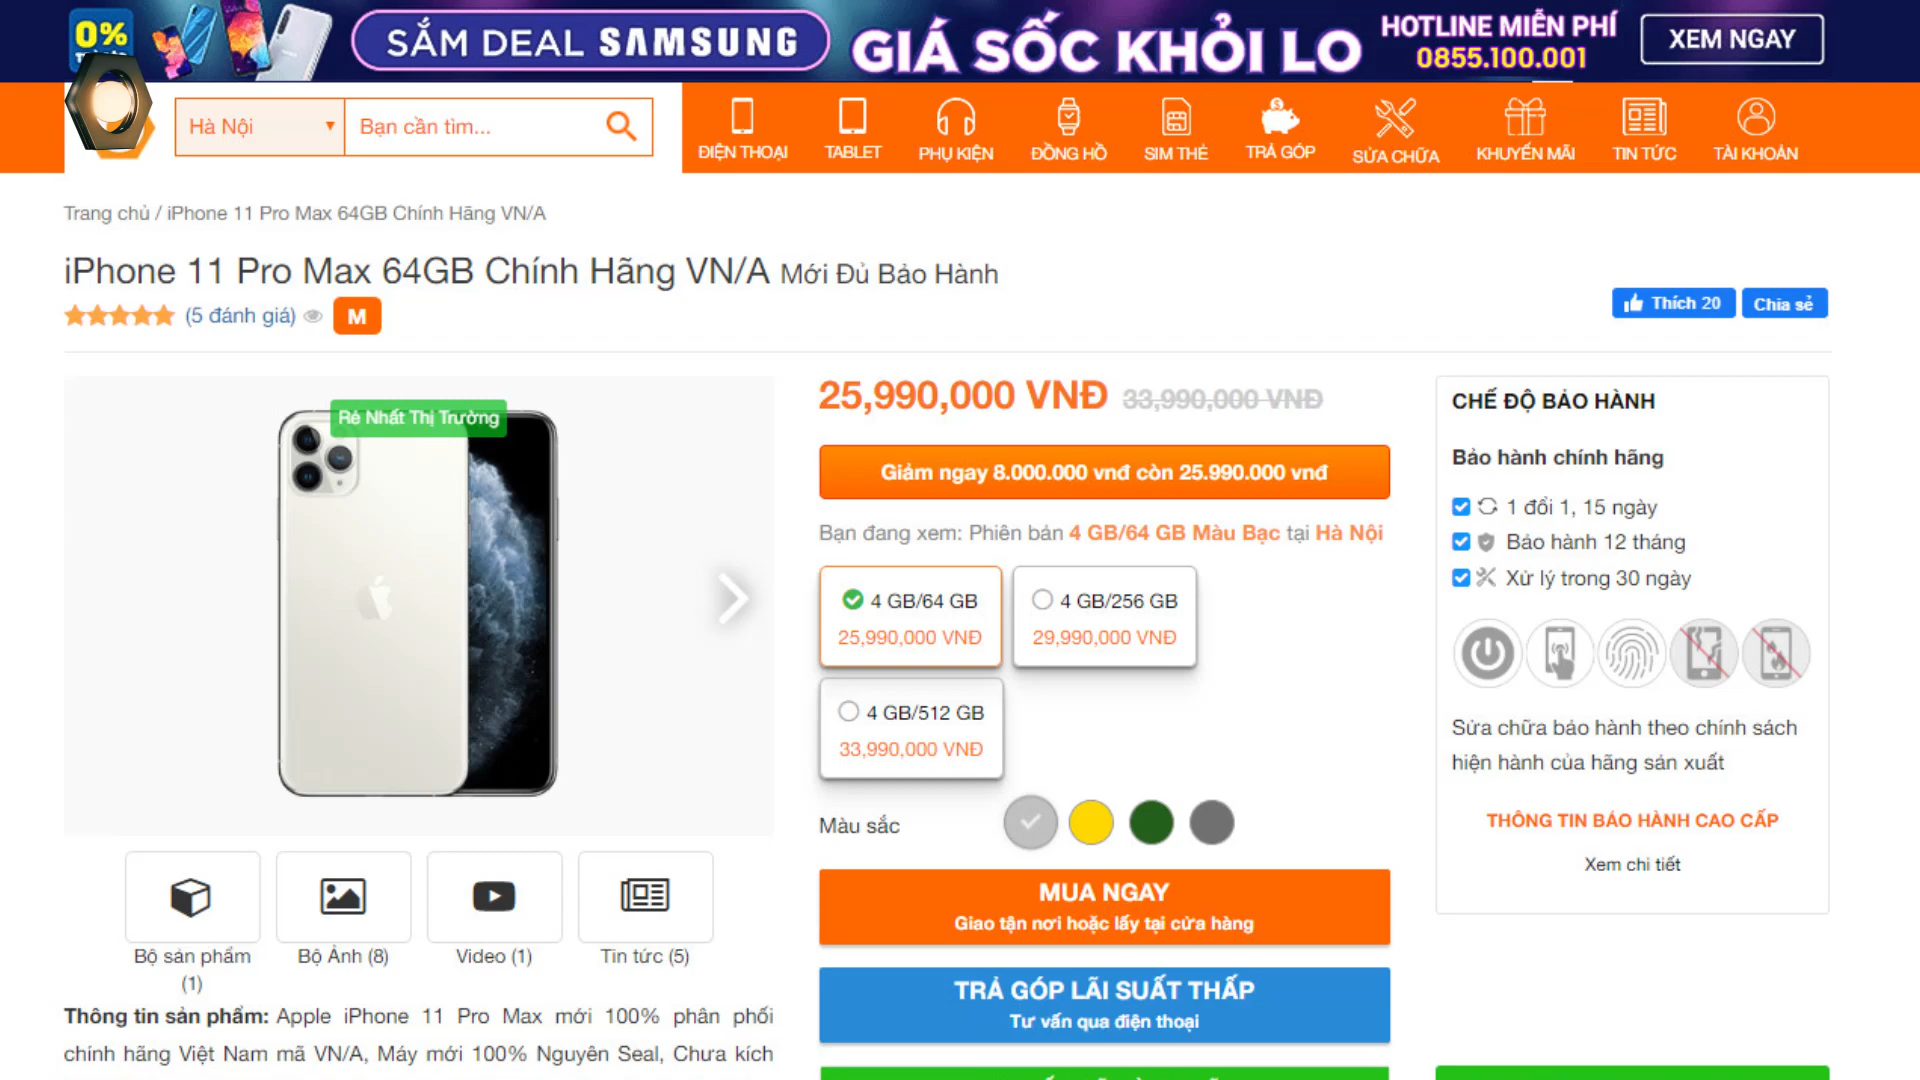 0%
SẮM DEAL SAMSUNG
GIÁ SỐC KHỎI LO
HOTLINE MIỄN PHÍ
0855.100.001
XEM NGAY
Hà Nội
Bạn cần tìm...
ĐIỆN THOẠI
TABLET
PHỤ KIỆN
ĐỒNG HỒ
SIM THẺ
TRẢ GÓP
SỬA CHỮA
KHUYẾN MÃI
TIN TỨC
TÀI KHOẢN
Trang chủ / iPhone 11 Pro Max 64GB Chính Hãng VN/A
iPhone 11 Pro Max 64GB Chính Hãng VN/A Mới Đủ Bảo Hành
(5 đánh giá)
M
Thích 20
Chia sẻ
Rẻ Nhất Thị Trường
Bộ sản phẩm
(1)
Bộ Ảnh (8)
Video (1)
Tin tức (5)
Thông tin sản phẩm: Apple iPhone 11 Pro Max mới 100% phân phối
chính hãng Việt Nam mã VN/A, Máy mới 100% Nguyên Seal, Chưa kích
25,990,000 VNĐ 33,990,000 VNĐ
Giảm ngay 8.000.000 vnđ còn 25.990.000 vnđ
Bạn đang xem: Phiên bản 4 GB/64 GB Màu Bạc tại Hà Nội
4 GB/64 GB
25,990,000 VNĐ
4 GB/256 GB
29,990,000 VNĐ
4 GB/512 GB
33,990,000 VNĐ
Màu sắc
MUA NGAY
Giao tận nơi hoặc lấy tại cửa hàng
TRẢ GÓP LÃI SUẤT THẤP
Tư vấn qua điện thoại
CHẾ ĐỘ BẢO HÀNH
Bảo hành chính hãng
1 đổi 1, 15 ngày
Bảo hành 12 tháng
Xử lý trong 30 ngày
Sửa chữa bảo hành theo chính sách
hiện hành của hãng sản xuất
THÔNG TIN BẢO HÀNH CAO CẤP
Xem chi tiết